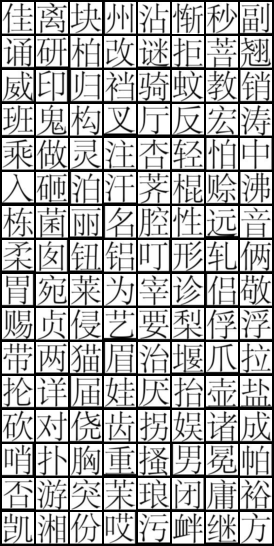 佳离块州沾惭秒副
诵研柏改谜拒菩翘
威印归裆骑蚊教销
班鬼构叉厅反宏涛
乘做灵注杏轻怕中
入砸泊汗荠棍赊沸
栋菌丽名腔性远音
柔囱钮铝叮形轧俩
胃宛莱为宰诊侣敬
赐贞侵艺要梨俘浮
带两猫眉治堰爪拉
抡详届娃厌抬壶盐
砍对侥齿拐娱诸成
哨扑胸重搔男冕帕
否游突茉琅闭庸裕
凯湘份哎污衅继方